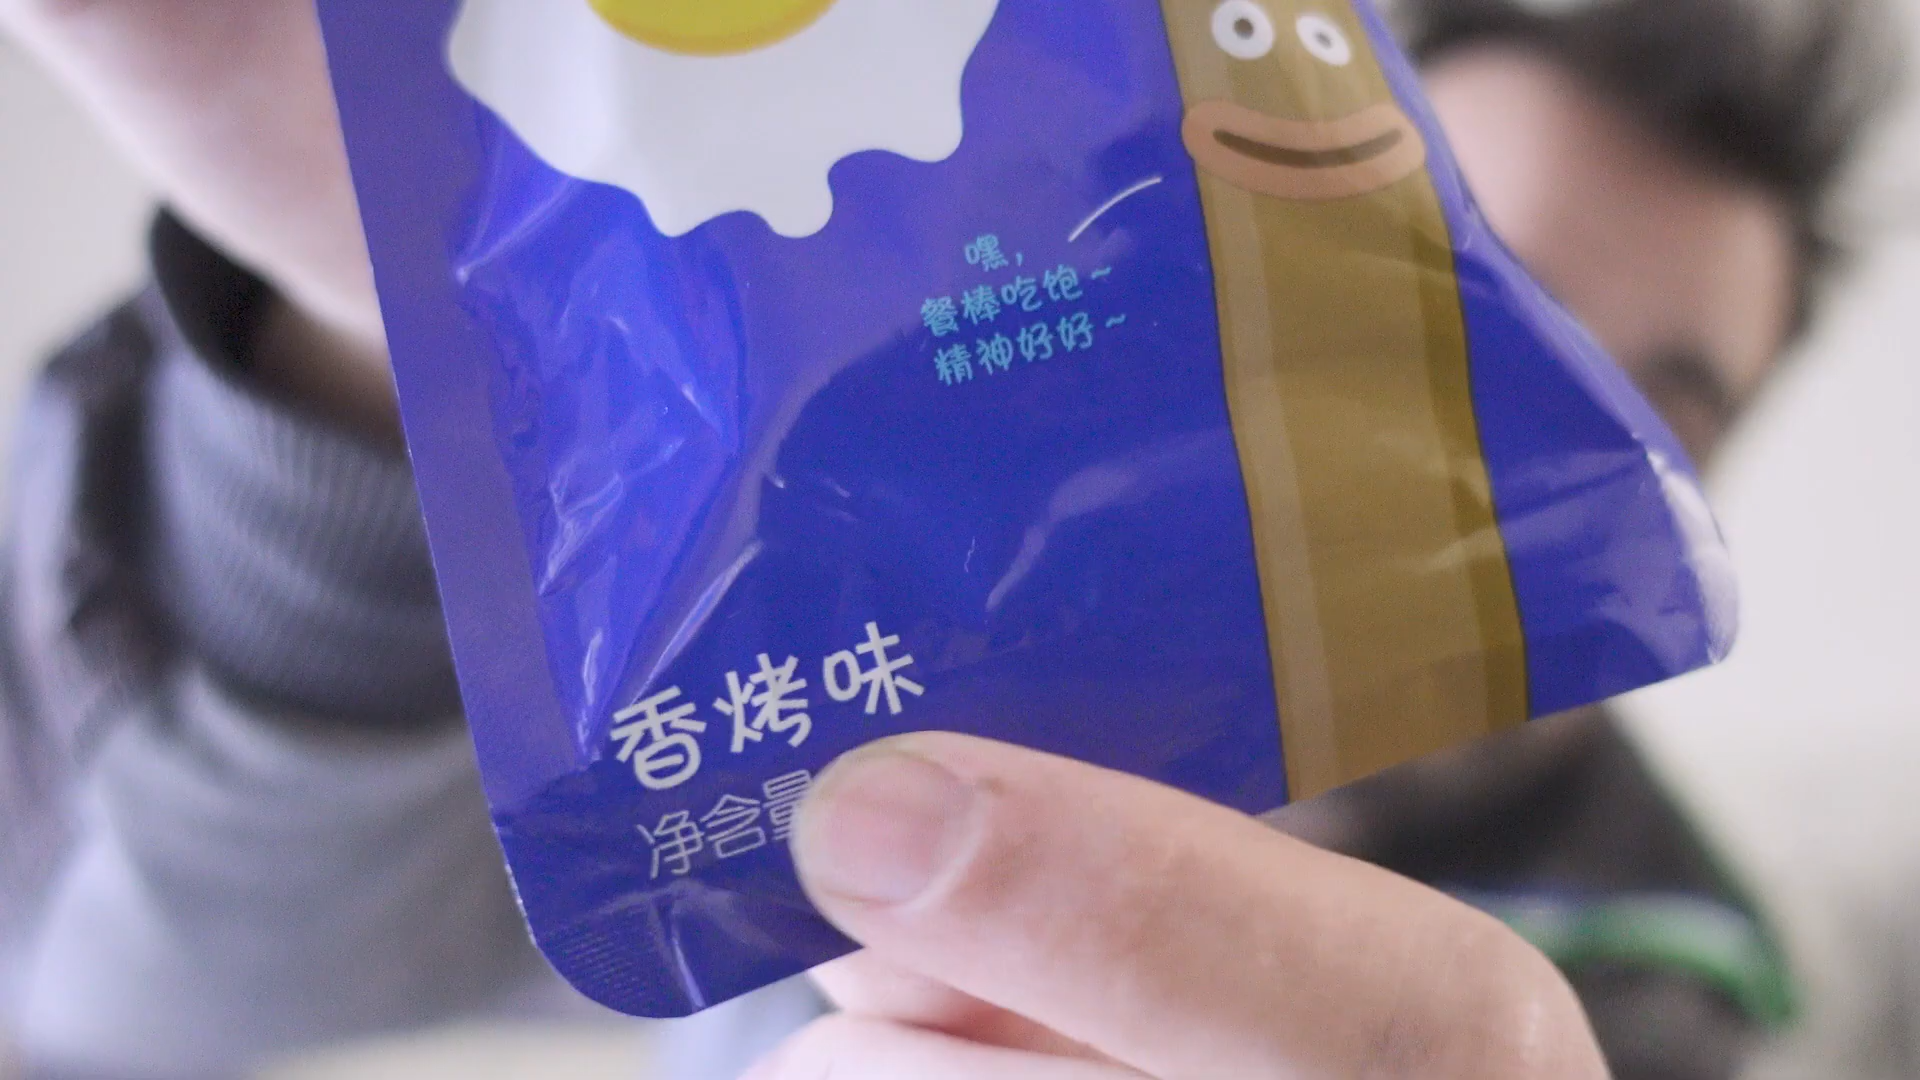 嘿，
餐棒吃饱~
精神好好~
香烤味
净含量